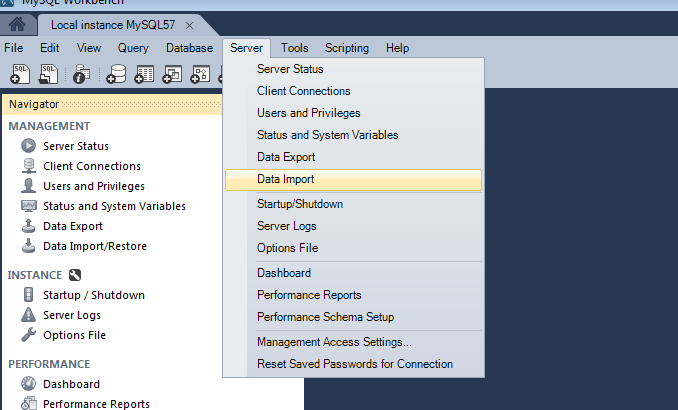 MySQL Workbench
Local instance MySQL57
File Edit View Query Database Server Tools Scripting Help
SQL SQL
Server Status
Client Connections
Users and Privileges
Status and System Variables
Data Export
Data Import
Startup/Shutdown
Server Logs
Options File
Dashboard
Performance Reports
Performance Schema Setup
Management Access Settings...
Reset Saved Passwords for Connection
Navigator
MANAGEMENT
Server Status
Client Connections
Users and Privileges
Status and System Variables
Data Export
Data Import/Restore
INSTANCE
Startup / Shutdown
Server Logs
Options File
PERFORMANCE
Dashboard
Performance Reports